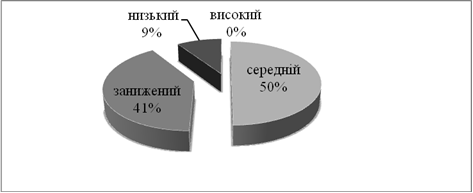 низький
9%
високий
0%
середній
50%
занижений
41%